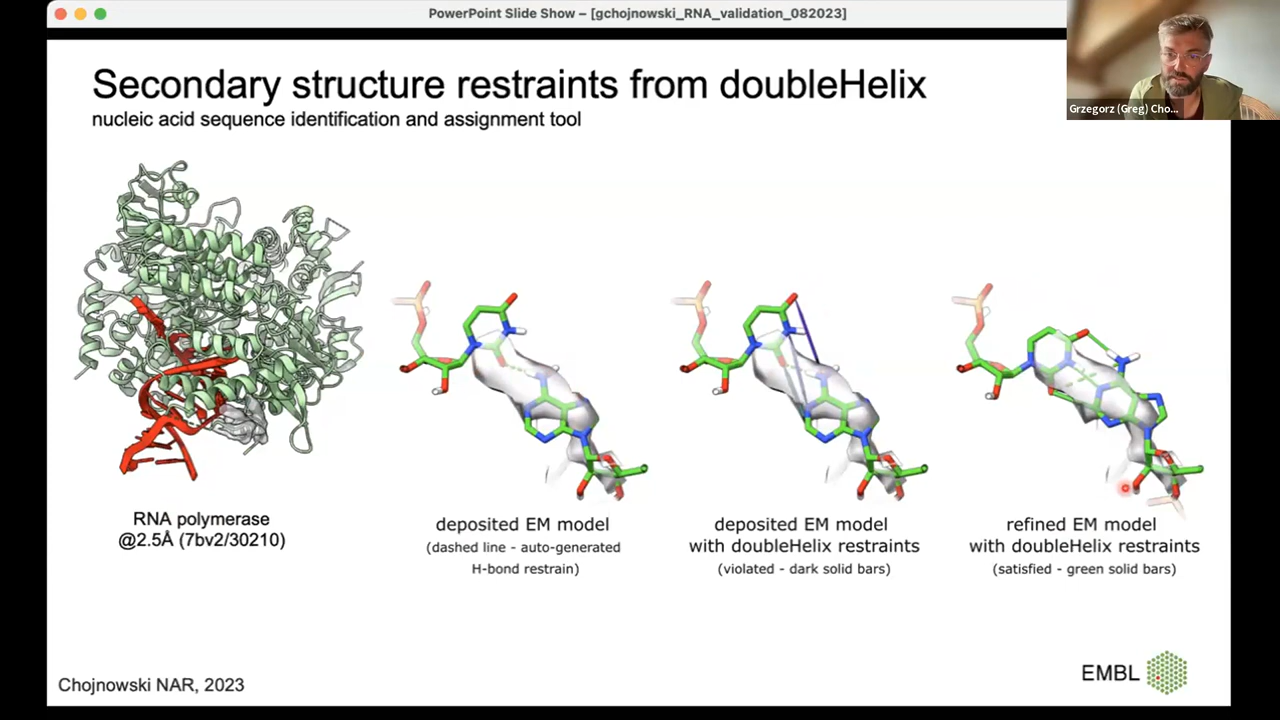 PowerPoint Slide Show – [gchojnowski_RNA_validation_082023]
Grzegorz (Greg) Cho...
Secondary structure restraints from doubleHelix
nucleic acid sequence identification and assignment tool
RNA polymerase
@2.5Å (7bv2/30210)
deposited EM model
(dashed line - auto-generated
H-bond restrain)
deposited EM model
with doubleHelix restraints
(violated - dark solid bars)
refined EM model
with doubleHelix restraints
(satisfied - green solid bars)
Chojnowski NAR, 2023
EMBL